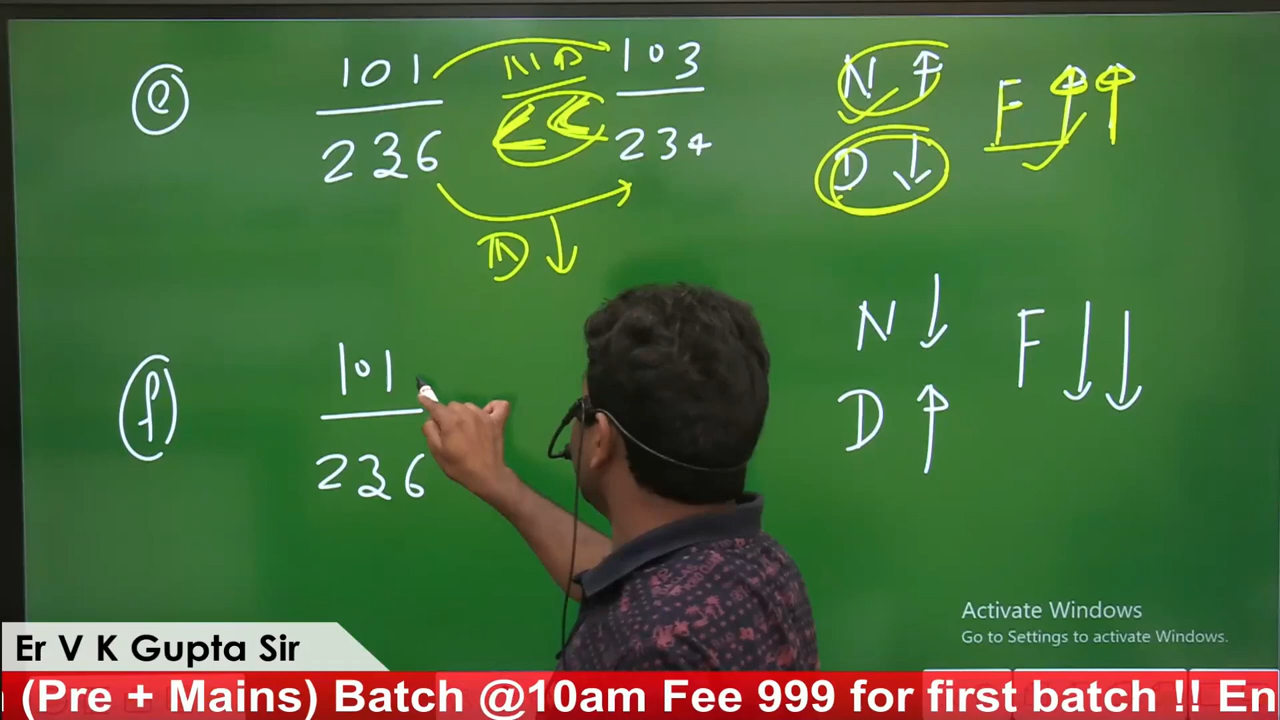 (e) 101/236 << 103/234 N ↑ F ↑↑
D ↓
D ↓
(f) 101/236 N ↓ F ↓↓
D ↑
Activate Windows
Go to Settings to activate Windows.
Er V K Gupta Sir
(Pre + Mains) Batch @10am Fee 999 for first batch !! En